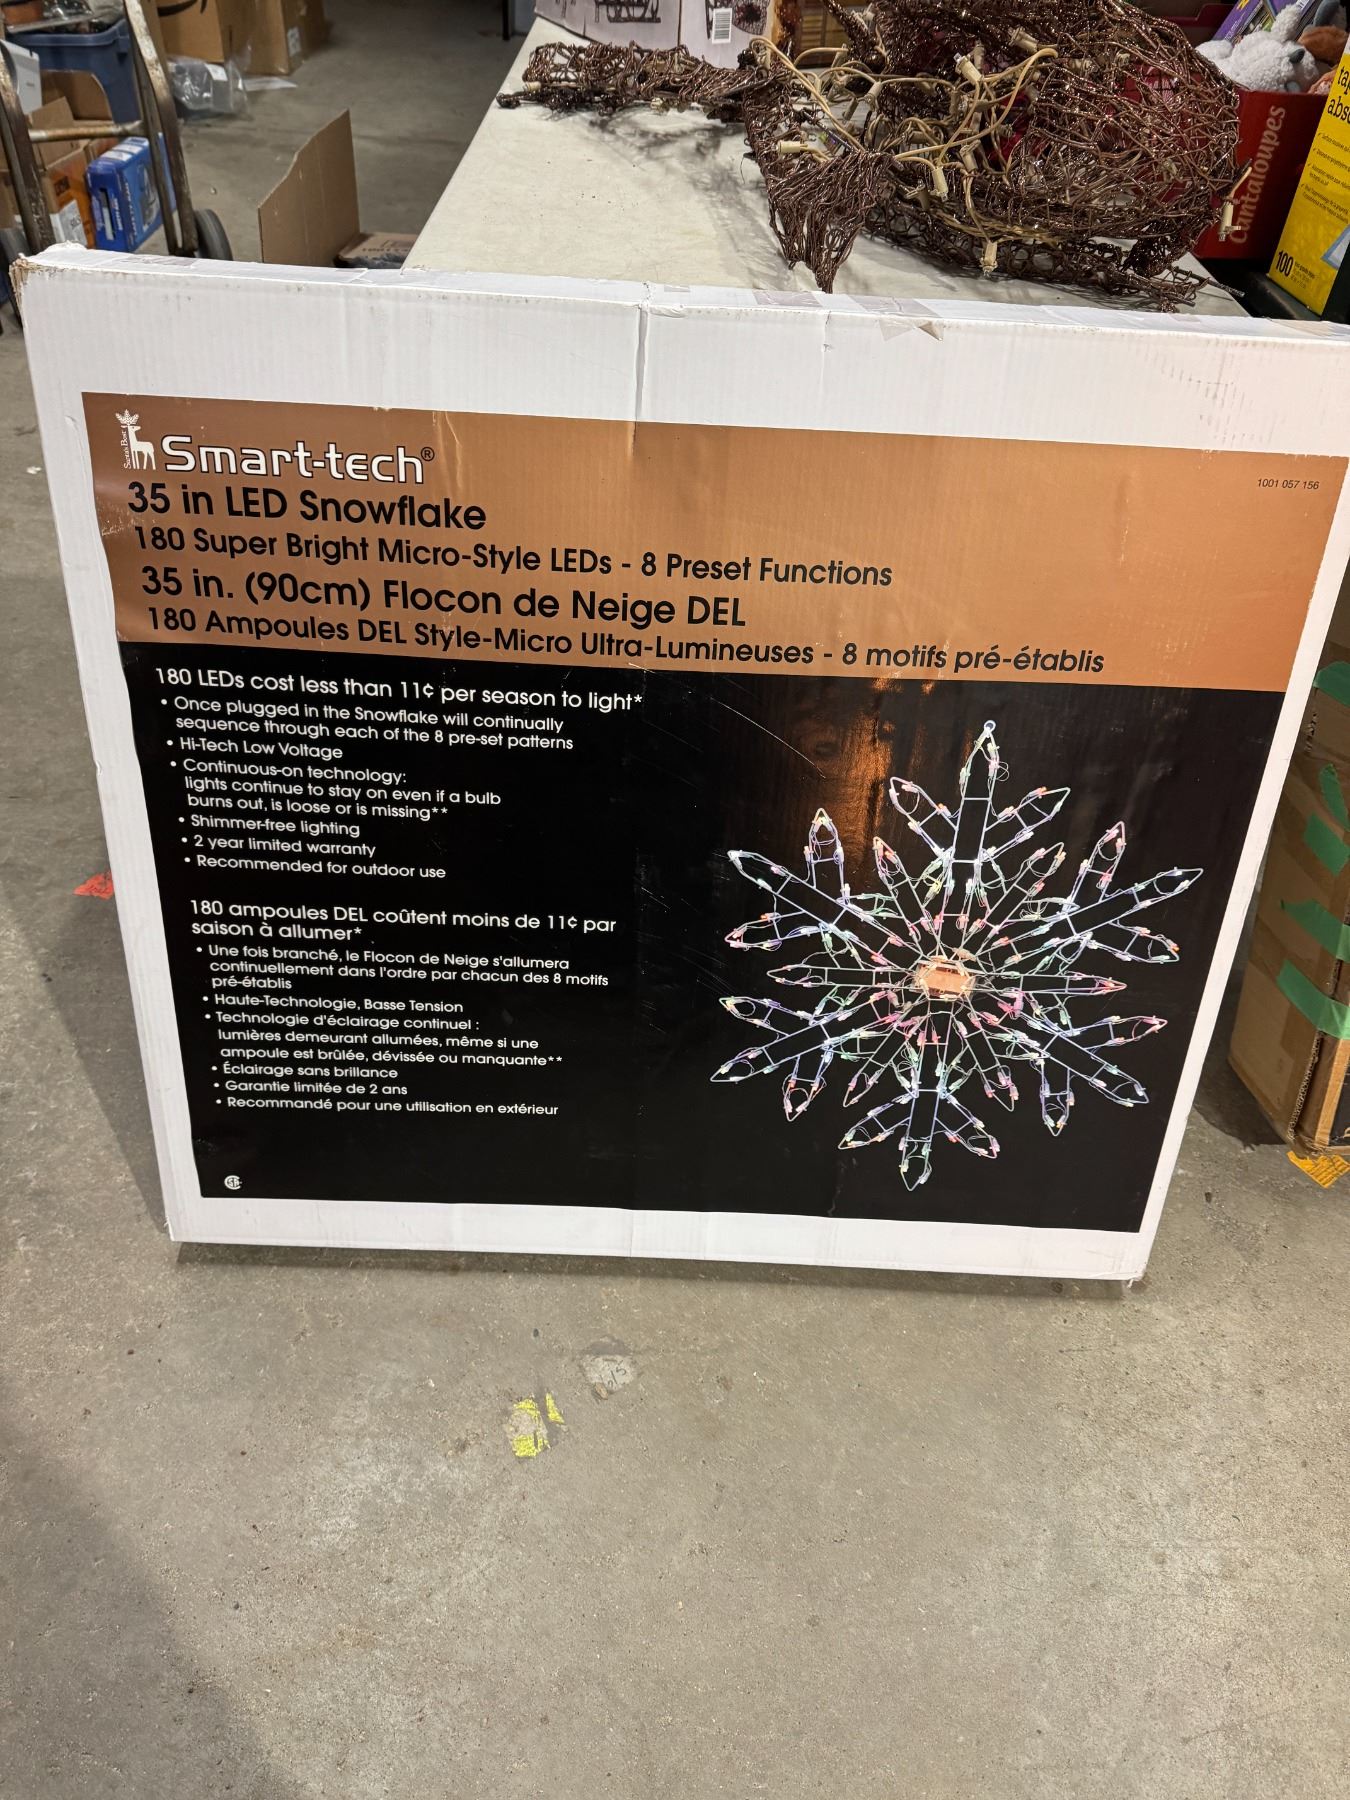 Santa's Best
Smart-tech®
1001 057 156
35 in LED Snowflake
180 Super Bright Micro-Style LEDs - 8 Preset Functions
35 in. (90cm) Flocon de Neige DEL
180 Ampoules DEL Style-Micro Ultra-Lumineuses - 8 motifs pré-établis
180 LEDs cost less than 11¢ per season to light*
• Once plugged in the Snowflake will continually
sequence through each of the 8 pre-set patterns
• Hi-Tech Low Voltage
• Continuous-on technology:
lights continue to stay on even if a bulb
burns out, is loose or is missing**
• Shimmer-free lighting
• 2 year limited warranty
• Recommended for outdoor use
180 ampoules DEL coûtent moins de 11¢ par
saison à allumer*
• Une fois branché, le Flocon de Neige s'allumera
continuellement dans l'ordre par chacun des 8 motifs
pré-établis
• Haute-Technologie, Basse Tension
• Technologie d'éclairage continuel :
lumières demeurant allumées, même si une
ampoule est brûlée, dévissée ou manquante**
• Éclairage sans brillance
• Garantie limitée de 2 ans
• Recommandé pour une utilisation en extérieur
Cantaloupes
100